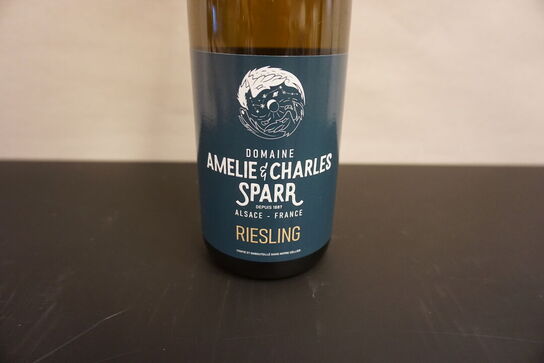 DOMAINE
AMELIE & CHARLES
SPARR
DEPUIS 1687
ALSACE - FRANCE
RIESLING